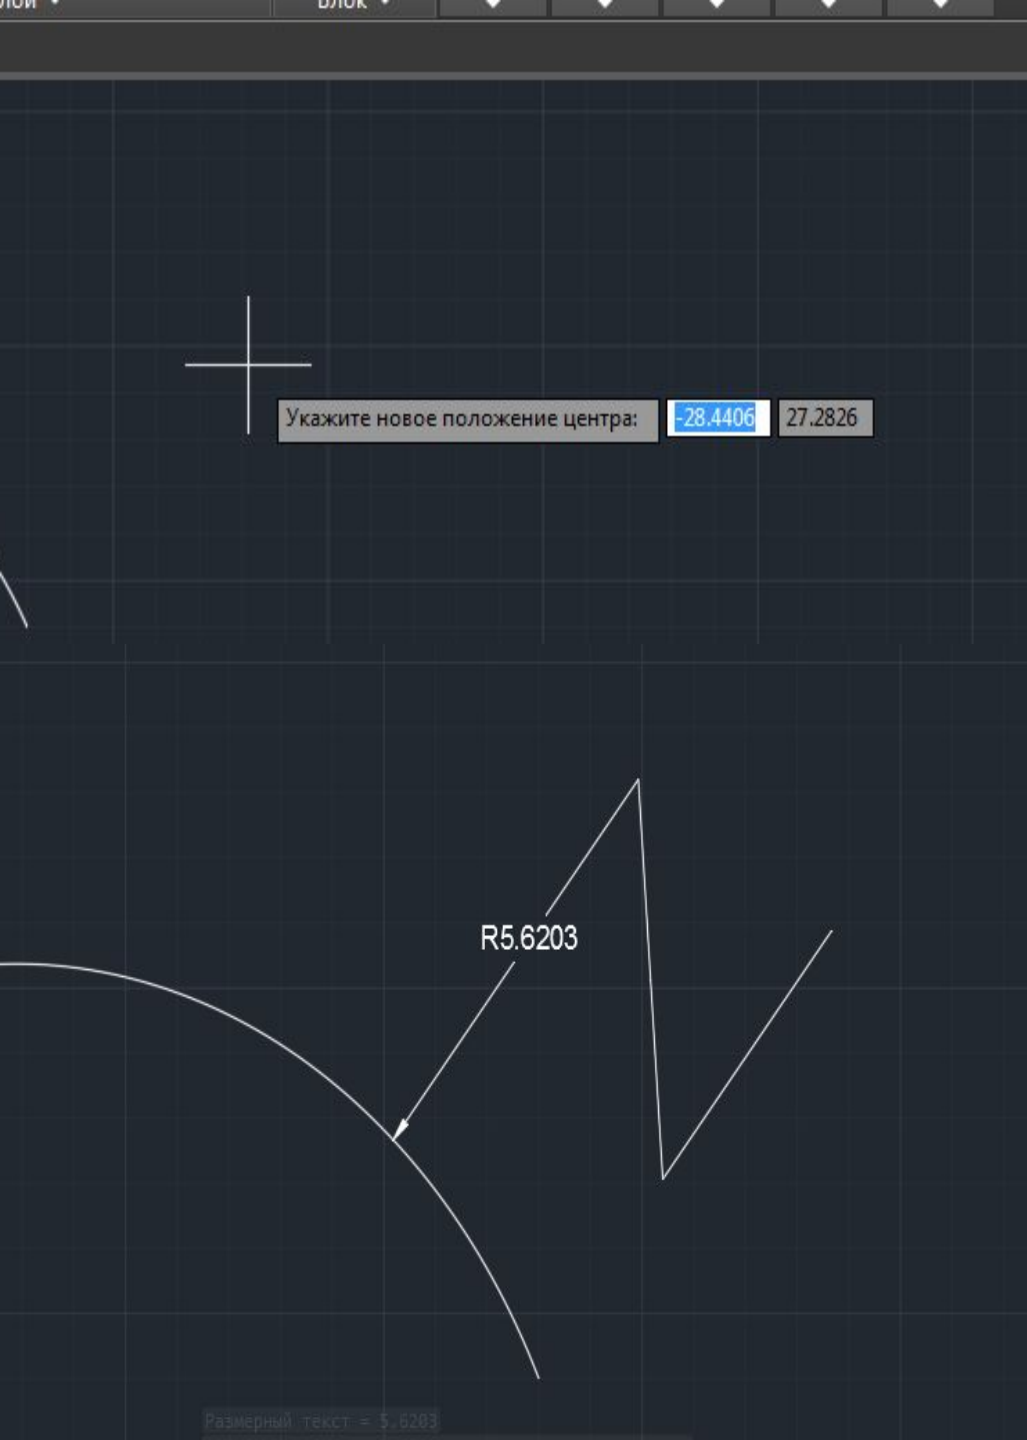 Блок
Укажите новое положение центра: -28.4406 27.2826
R5.6203
Размерный текст = 5.6203